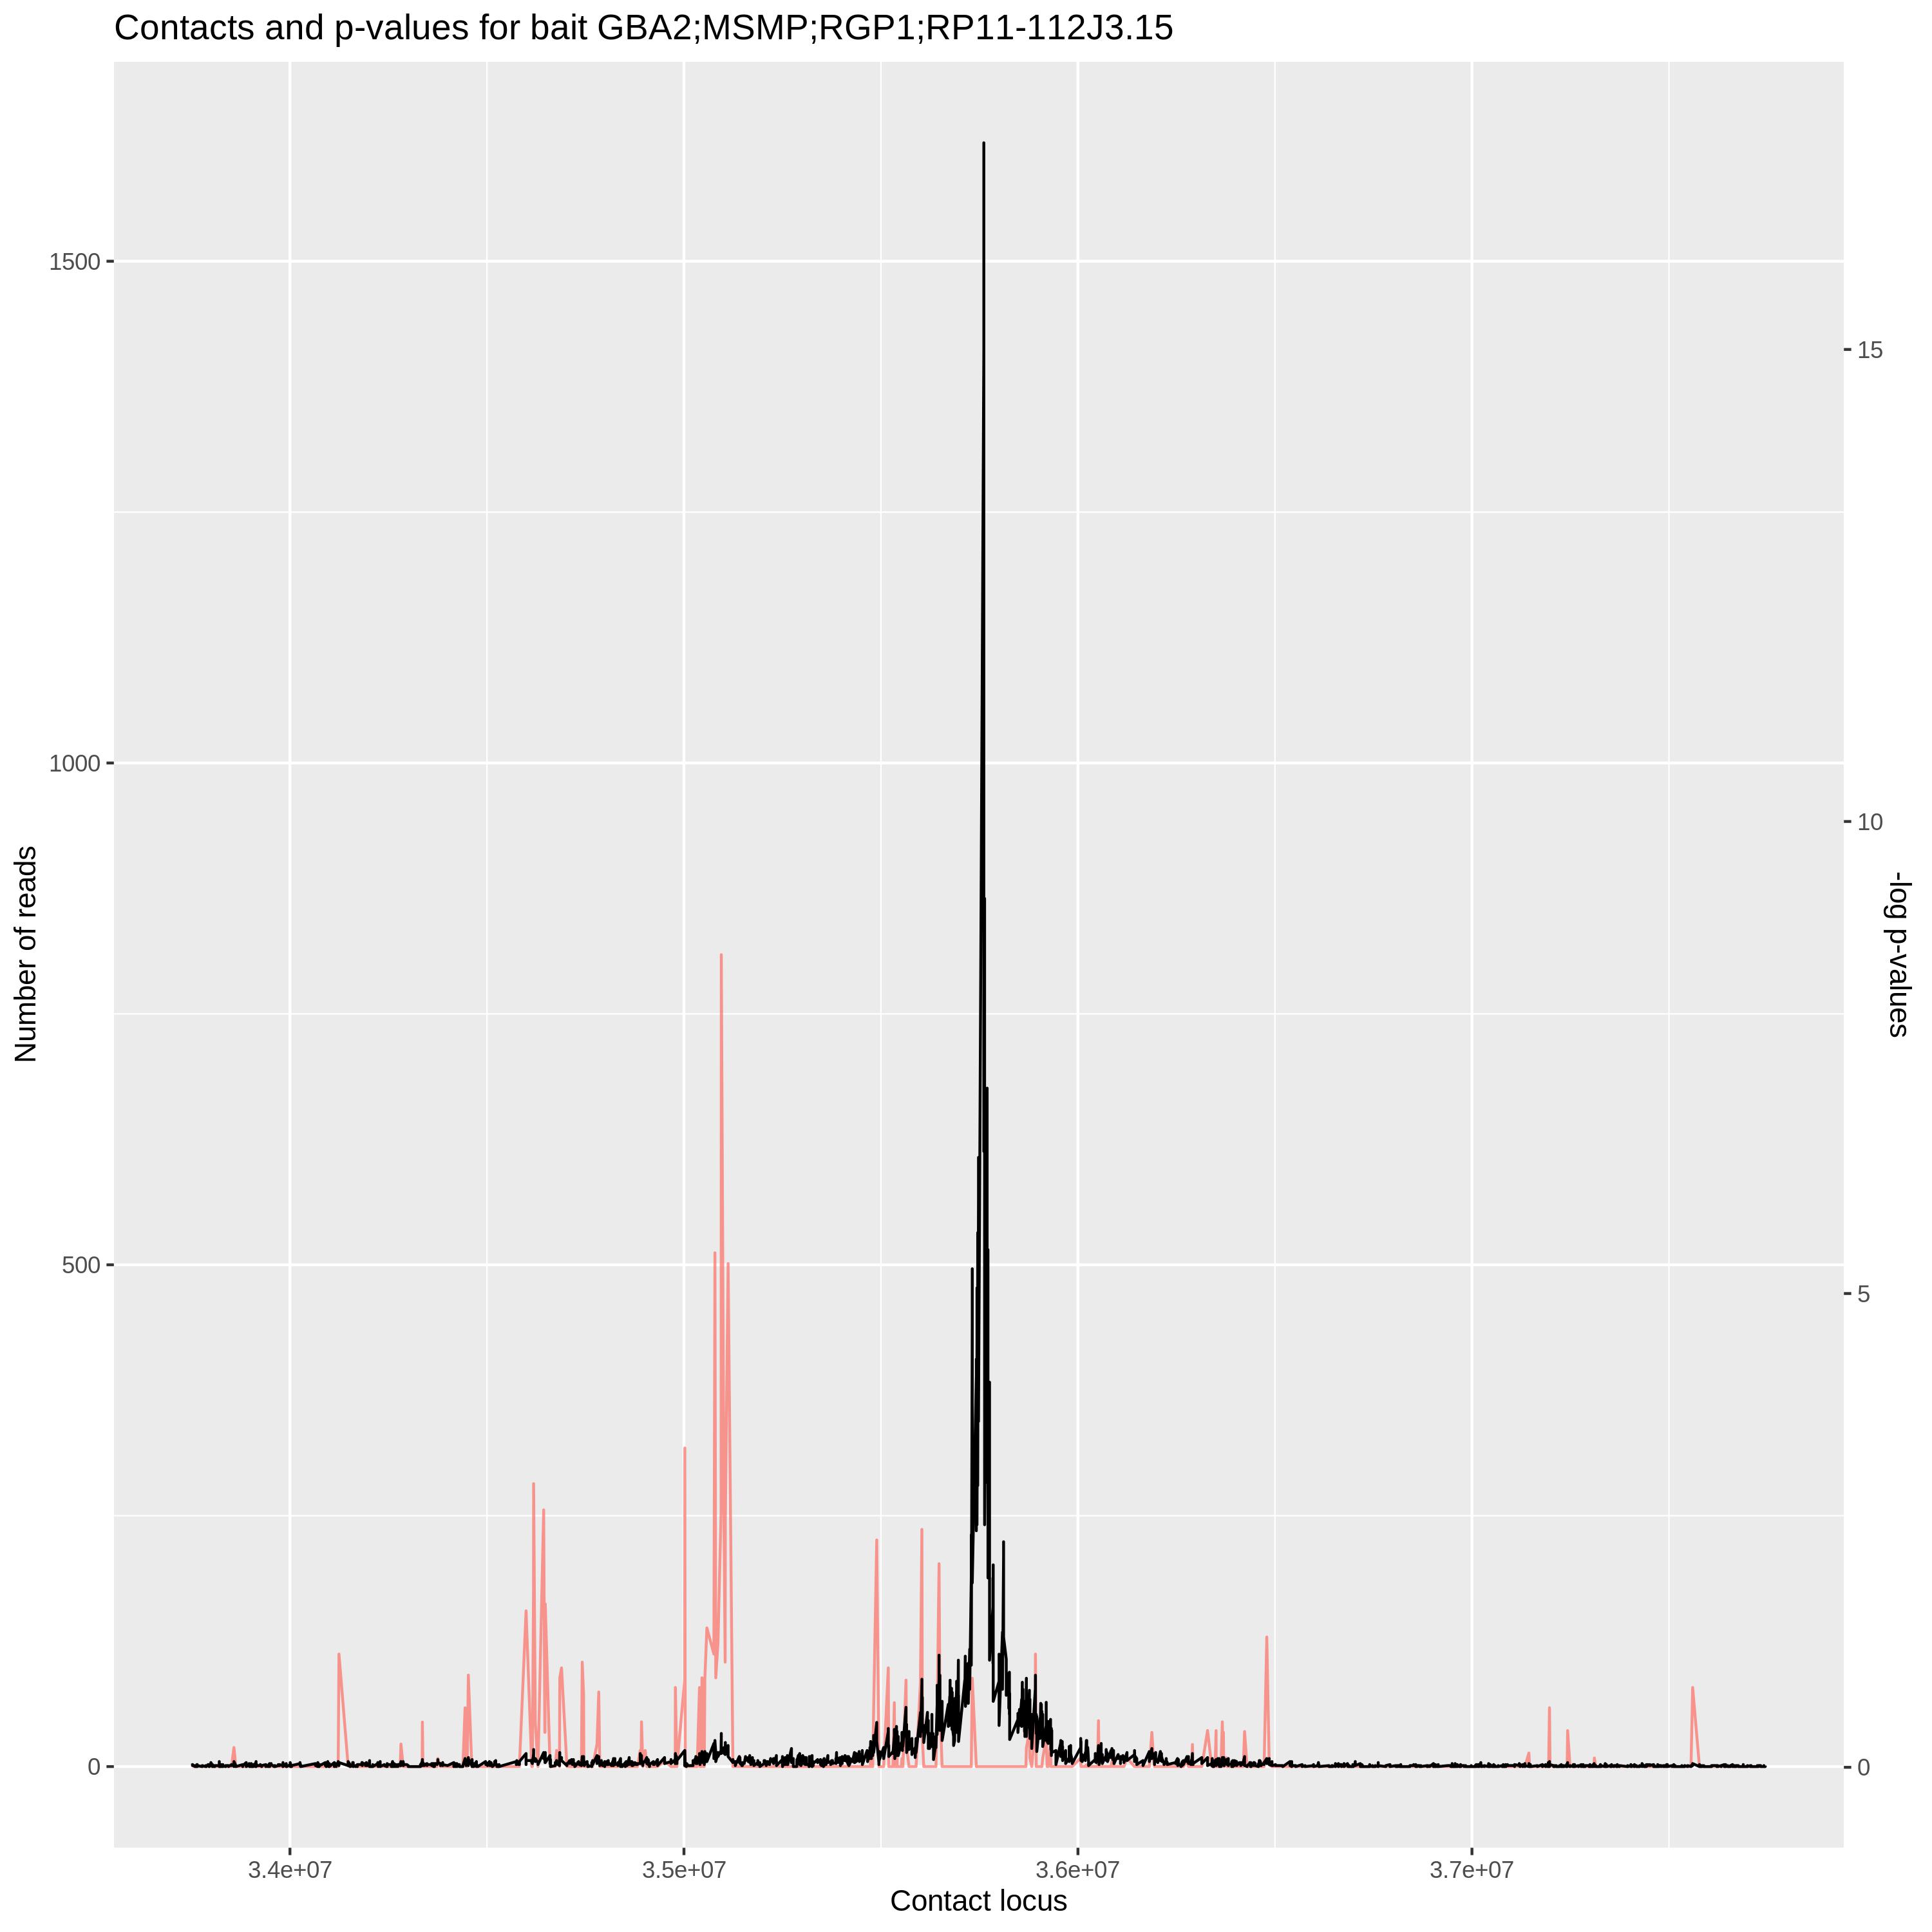 Contacts and p-values for bait GBA2;MSMP;RGP1;RP11-112J3.15
1500
1000
500
0
Number of reads
15
10
5
0
-log p-values
3.4e+07
3.5e+07
3.6e+07
3.7e+07
Contact locus